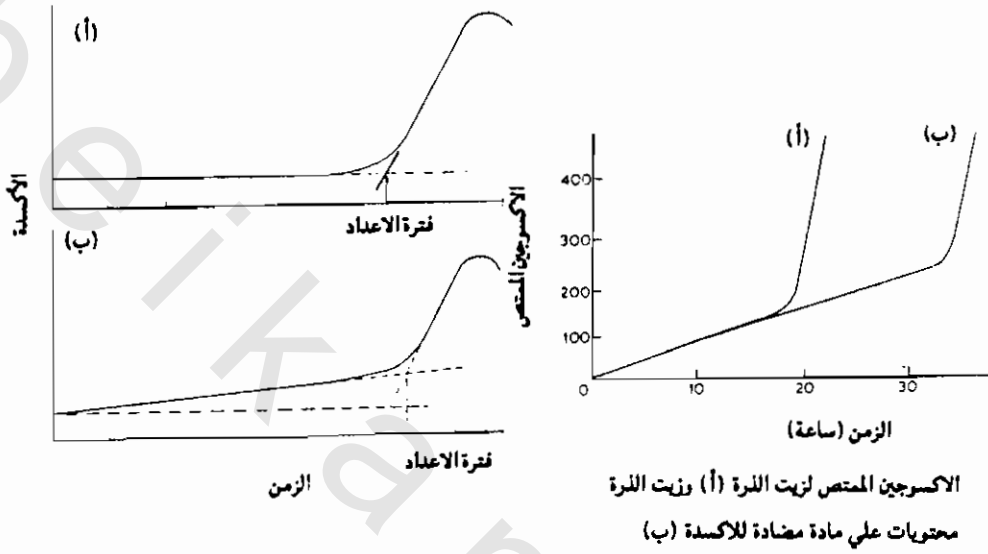 (أ)
الأكسدة
فترة الاعداد
(ب)
فترة الاعداد
الزمن
(أ)
(ب)
الاكسوجين الممتص
400
300
200
100
0
10
20
30
الزمن (ساعة)
الاكسوجين الممتص لزيت الذرة (أ) وزيت الذرة
محتويات علي مادة مضادة للاكسدة (ب)